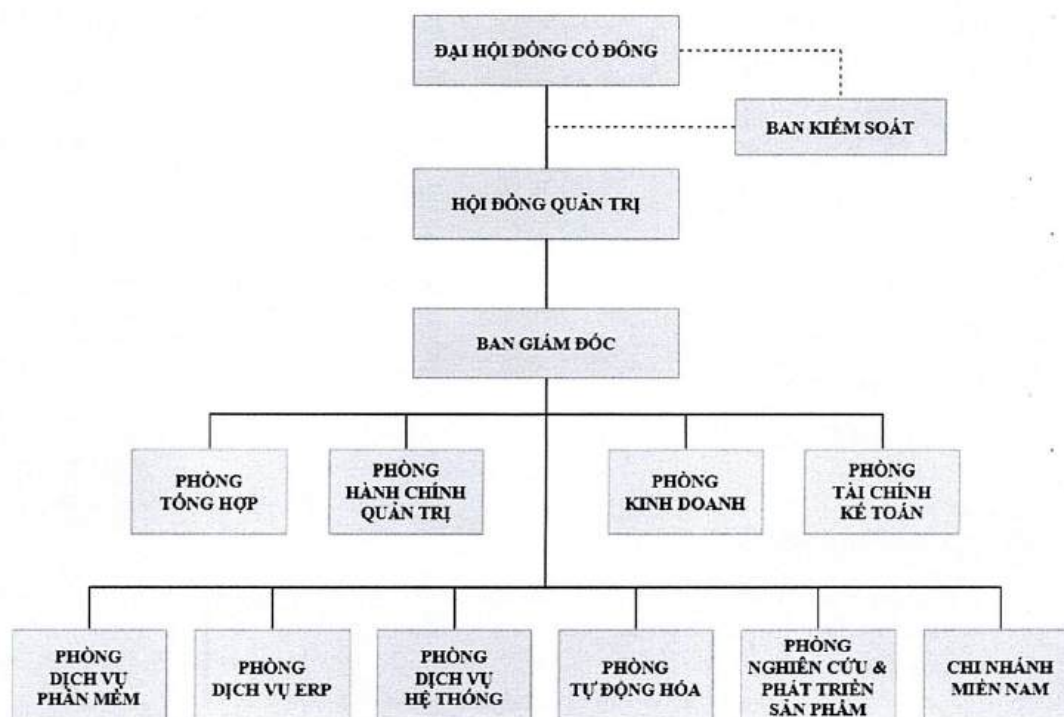 ĐẠI HỘI ĐỒNG CỔ ĐÔNG
BAN KIỂM SOÁT
HỘI ĐỒNG QUẢN TRỊ
BAN GIÁM ĐỐC
PHÒNG
TỔNG HỢP
PHÒNG
HÀNH CHÍNH
QUẢN TRỊ
PHÒNG
KINH DOANH
PHÒNG
TÀI CHÍNH
KẾ TOÁN
PHÒNG
DỊCH VỤ
PHẦN MỀM
PHÒNG
DỊCH VỤ ERP
PHÒNG
DỊCH VỤ
HỆ THỐNG
PHÒNG
TỰ ĐỘNG HÓA
PHÒNG
NGHIÊN CỨU &
PHÁT TRIỂN
SẢN PHẨM
CHI NHÁNH
MIỀN NAM